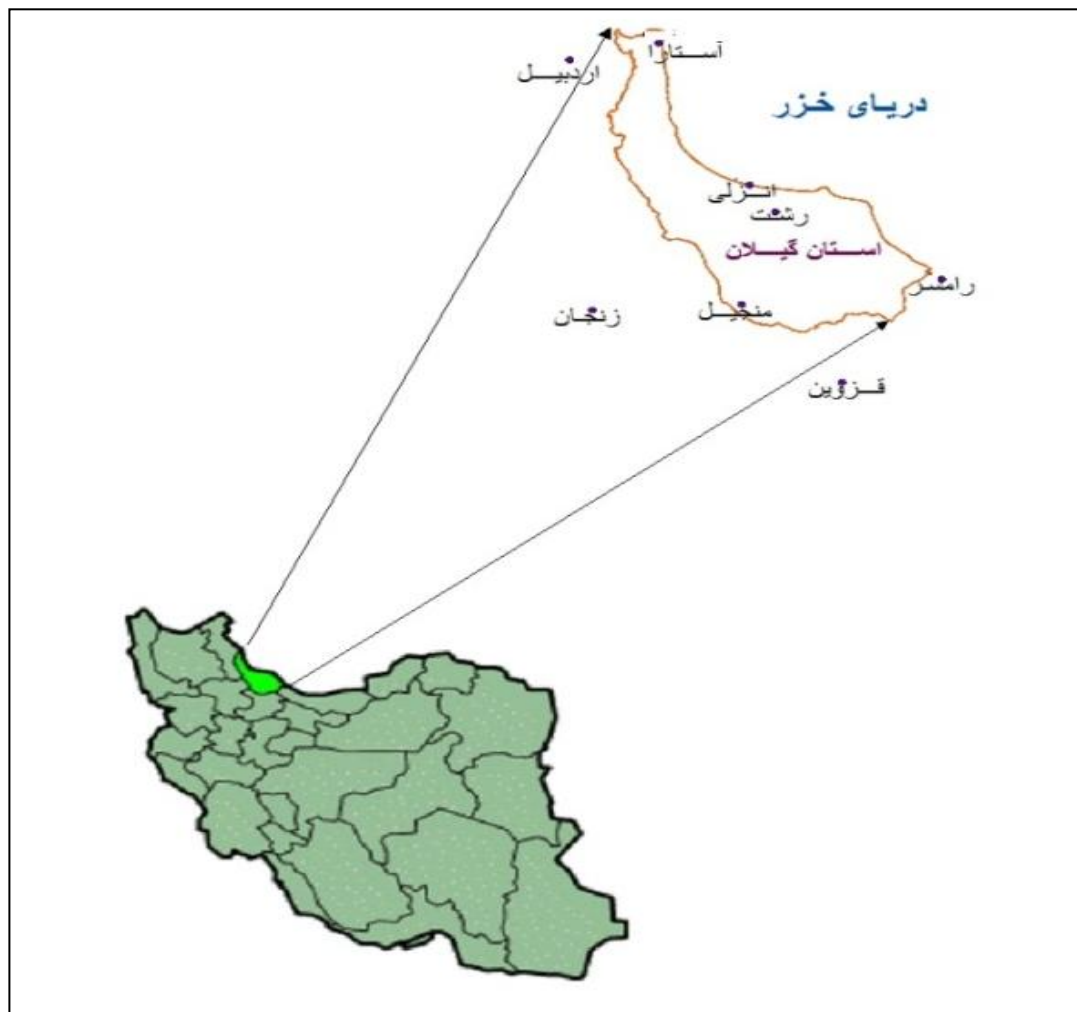 آستارا
اردبیل
دریای خزر
انزلی
رشت
استان گیلان
رامسر
منجیل
زنجان
قزوین